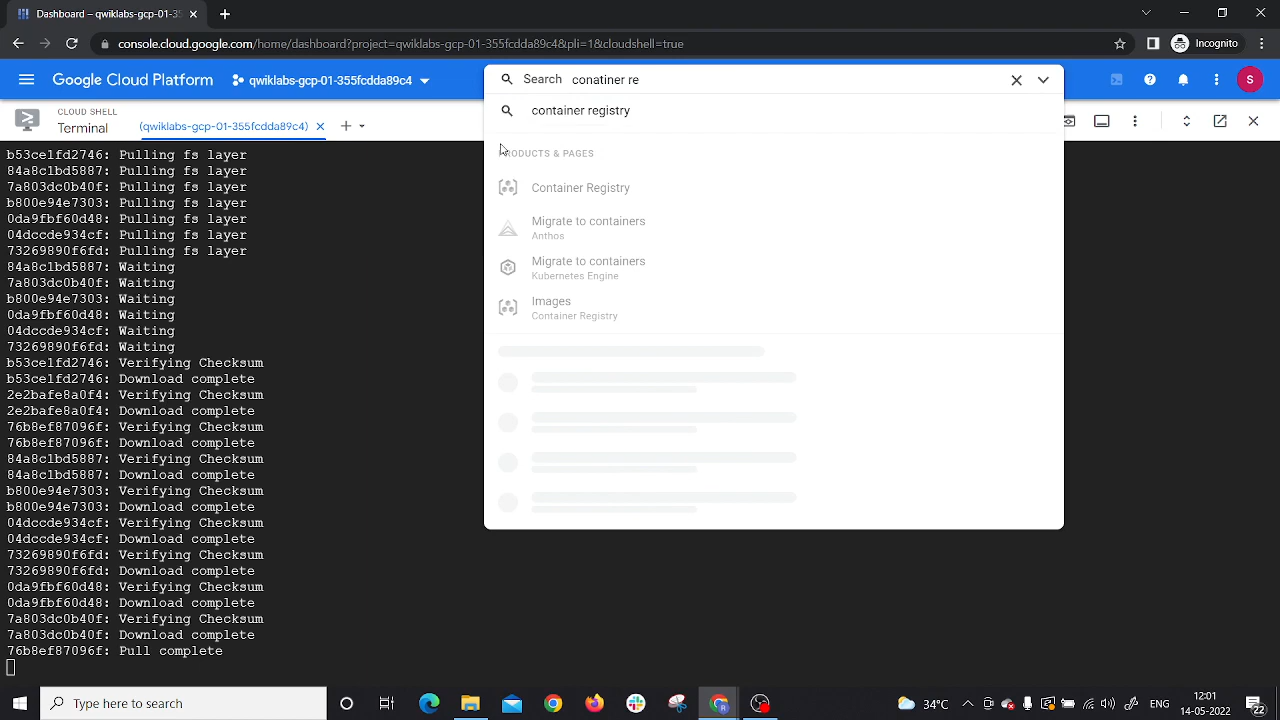 Dashboard – qwiklabs-gcp-01-35
console.cloud.google.com/home/dashboard?project=qwiklabs-gcp-01-355fcdda89c4&pli=1&cloudshell=true
Incognito
Google Cloud Platform
qwiklabs-gcp-01-355fcdda89c4
Search conatiner re
S
CLOUD SHELL
Terminal
(qwiklabs-gcp-01-355fcdda89c4)
container registry
PRODUCTS & PAGES
Container Registry
Migrate to containers
Anthos
Migrate to containers
Kubernetes Engine
Images
Container Registry
b53ce1fd2746: Pulling fs layer
84a8c1bd5887: Pulling fs layer
7a803dc0b40f: Pulling fs layer
b800e94e7303: Pulling fs layer
0da9fbf60d48: Pulling fs layer
04dccde934cf: Pulling fs layer
73269890f6fd: Pulling fs layer
84a8c1bd5887: Waiting
7a803dc0b40f: Waiting
b800e94e7303: Waiting
0da9fbf60d48: Waiting
04dccde934cf: Waiting
73269890f6fd: Waiting
b53ce1fd2746: Verifying Checksum
b53ce1fd2746: Download complete
2e2bafe8a0f4: Verifying Checksum
2e2bafe8a0f4: Download complete
76b8ef87096f: Verifying Checksum
76b8ef87096f: Download complete
84a8c1bd5887: Verifying Checksum
84a8c1bd5887: Download complete
b800e94e7303: Verifying Checksum
b800e94e7303: Download complete
04dccde934cf: Verifying Checksum
04dccde934cf: Download complete
73269890f6fd: Verifying Checksum
73269890f6fd: Download complete
0da9fbf60d48: Verifying Checksum
0da9fbf60d48: Download complete
7a803dc0b40f: Verifying Checksum
7a803dc0b40f: Download complete
76b8ef87096f: Pull complete
Type here to search
34°C
ENG
12:01
14-05-2022
22